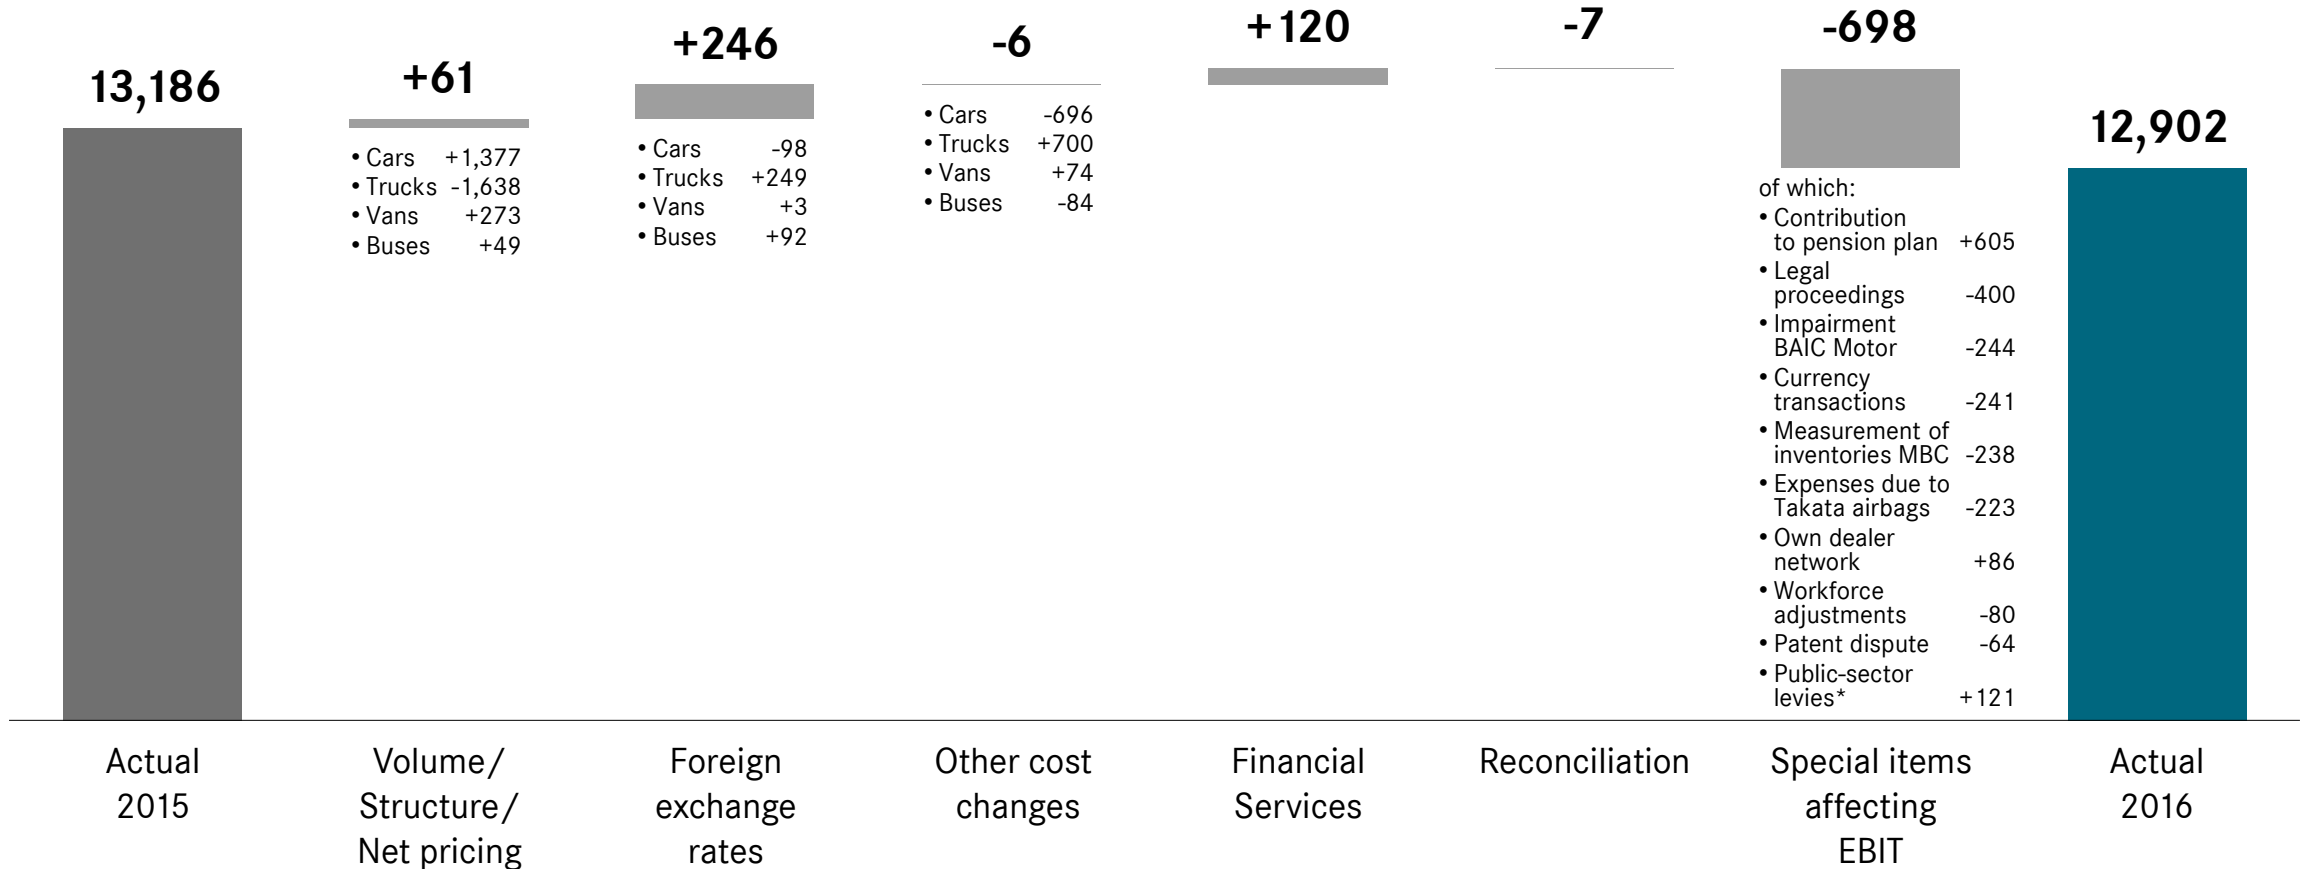 13,186
+61
• Cars +1,377
• Trucks -1,638
• Vans +273
• Buses +49
+246
• Cars -98
• Trucks +249
• Vans +3
• Buses +92
-6
• Cars -696
• Trucks +700
• Vans +74
• Buses -84
+120
-7
-698
of which:
• Contribution
to pension plan +605
• Legal
proceedings -400
• Impairment
BAIC Motor -244
• Currency
transactions -241
• Measurement of
inventories MBC -238
• Expenses due to
Takata airbags -223
• Own dealer
network +86
• Workforce
adjustments -80
• Patent dispute -64
• Public-sector
levies* +121
12,902
Actual
2015
Volume/
Structure/
Net pricing
Foreign
exchange
rates
Other cost
changes
Financial
Services
Reconciliation
Special items
affecting
EBIT
Actual
2016